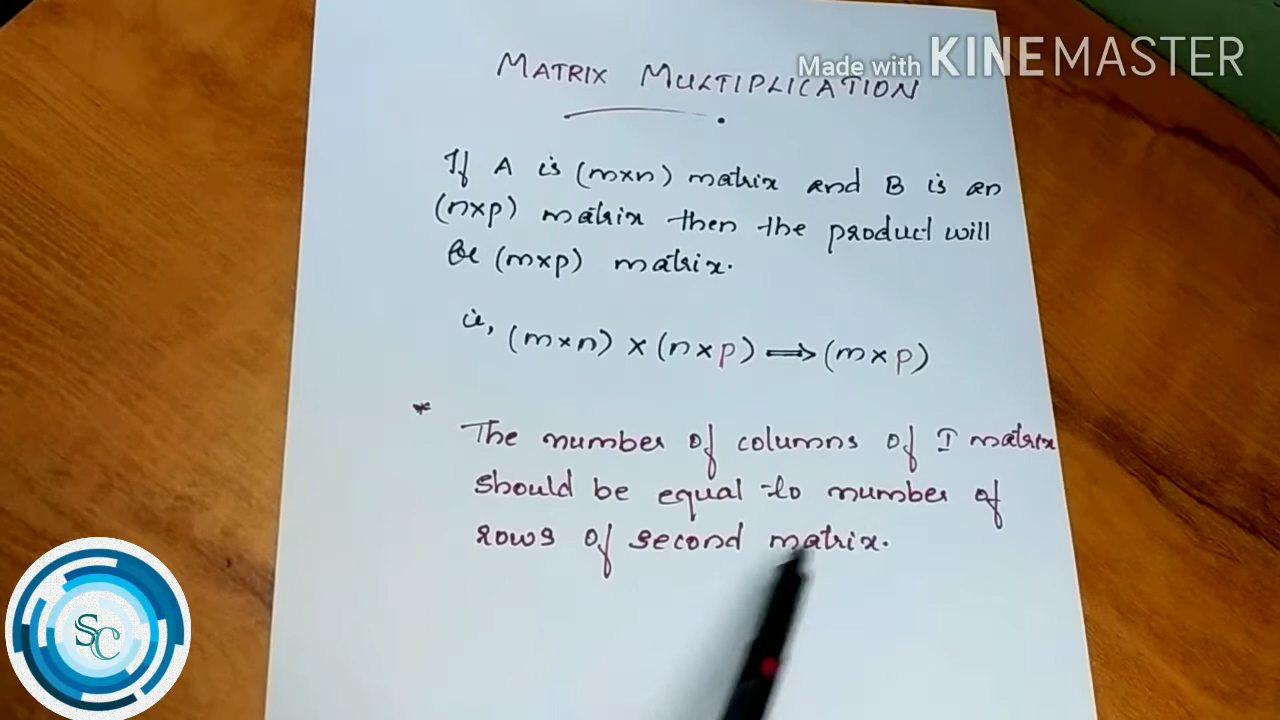 Made with KINEMASTER
MATRIX MULTIPLICATION
If A is (m×n) matrix and B is an
(n×p) matrix then the product will
be (m×p) matrix.
ie, (m×n) × (n×p) ⟹ (m×p)
* The number of columns of I matrix
should be equal to number of
rows of second matrix.
SC